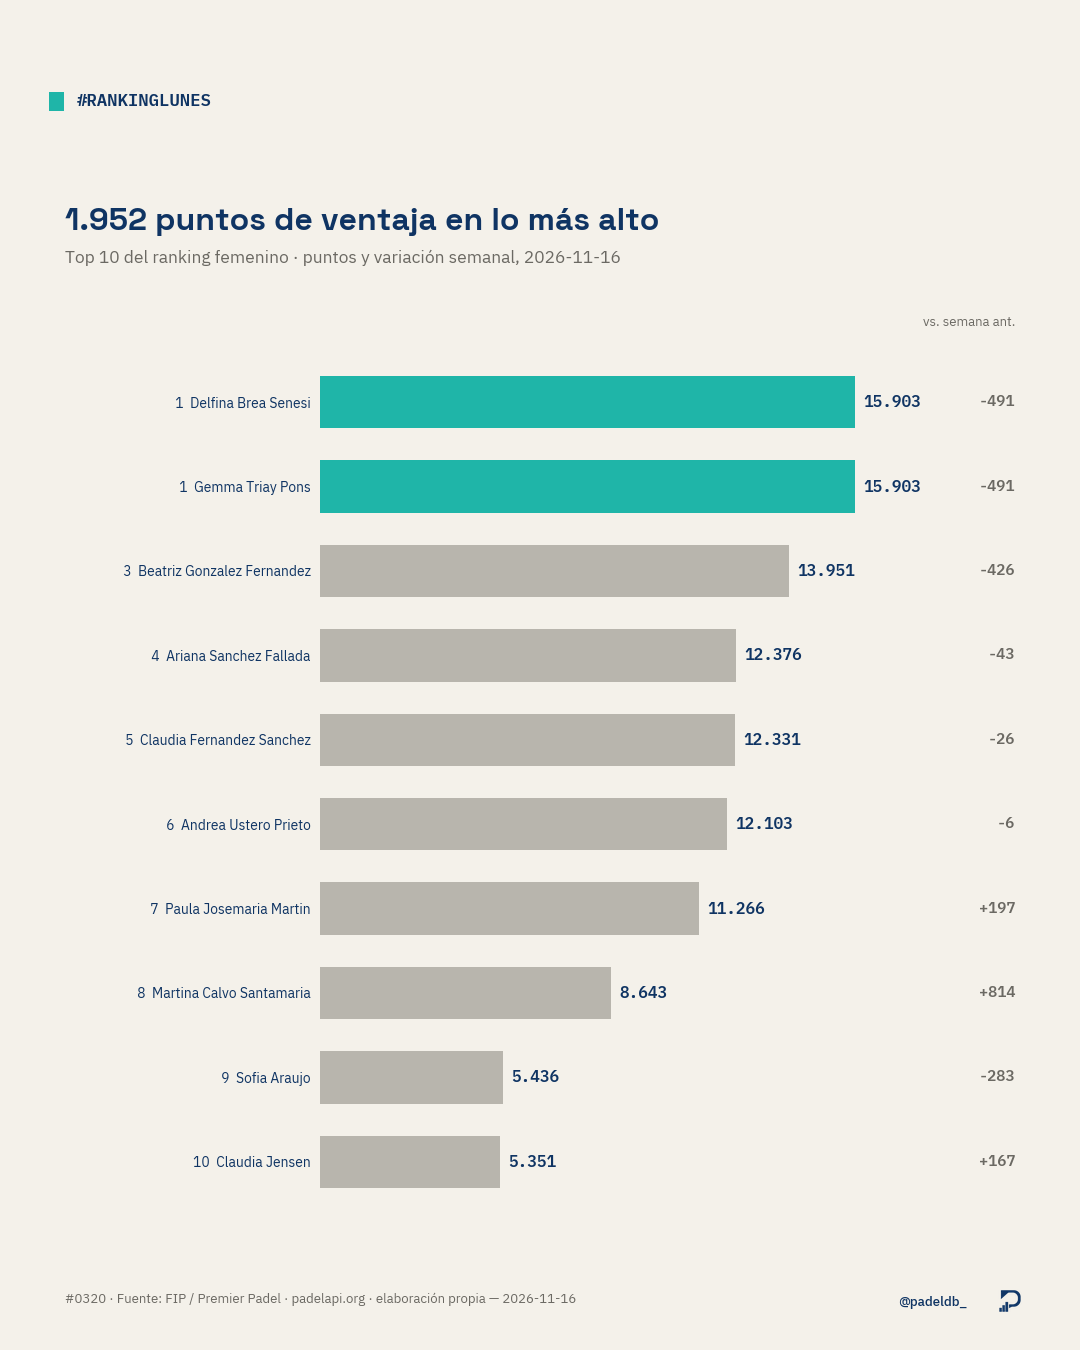 #RANKINGLUNES
1.952 puntos de ventaja en lo más alto
Top 10 del ranking femenino · puntos y variación semanal, 2026-11-16
vs. semana ant.
1 Delfina Brea Senesi 15.903 -491
1 Gemma Triay Pons 15.903 -491
3 Beatriz Gonzalez Fernandez 13.951 -426
4 Ariana Sanchez Fallada 12.376 -43
5 Claudia Fernandez Sanchez 12.331 -26
6 Andrea Ustero Prieto 12.103 -6
7 Paula Josemaria Martin 11.266 +197
8 Martina Calvo Santamaria 8.643 +814
9 Sofia Araujo 5.436 -283
10 Claudia Jensen 5.351 +167
#0320 · Fuente: FIP / Premier Padel · padelapi.org · elaboración propia — 2026-11-16
@padeldb_